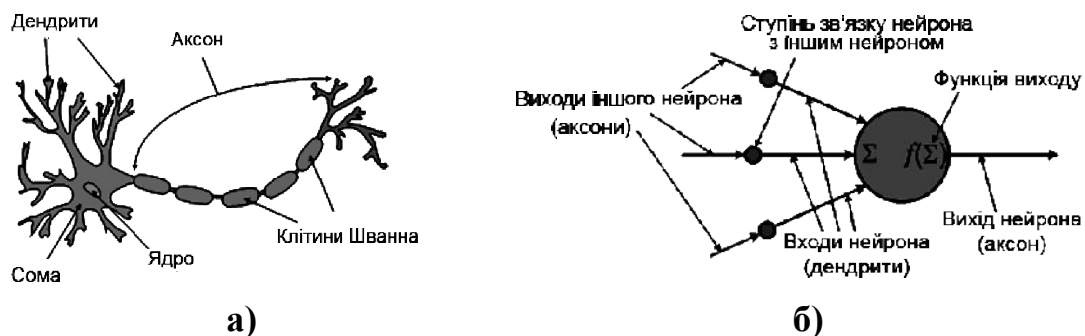 Дендрити
Аксон
Клітини Шванна
Ядро
Сома
а)
Ступінь зв'язку нейрона
з іншим нейроном
Функція виходу
Виходи іншого нейрона
(аксони)
Σ f(Σ)
Входи нейрона
(дендрити)
Вихід нейрона
(аксон)
б)